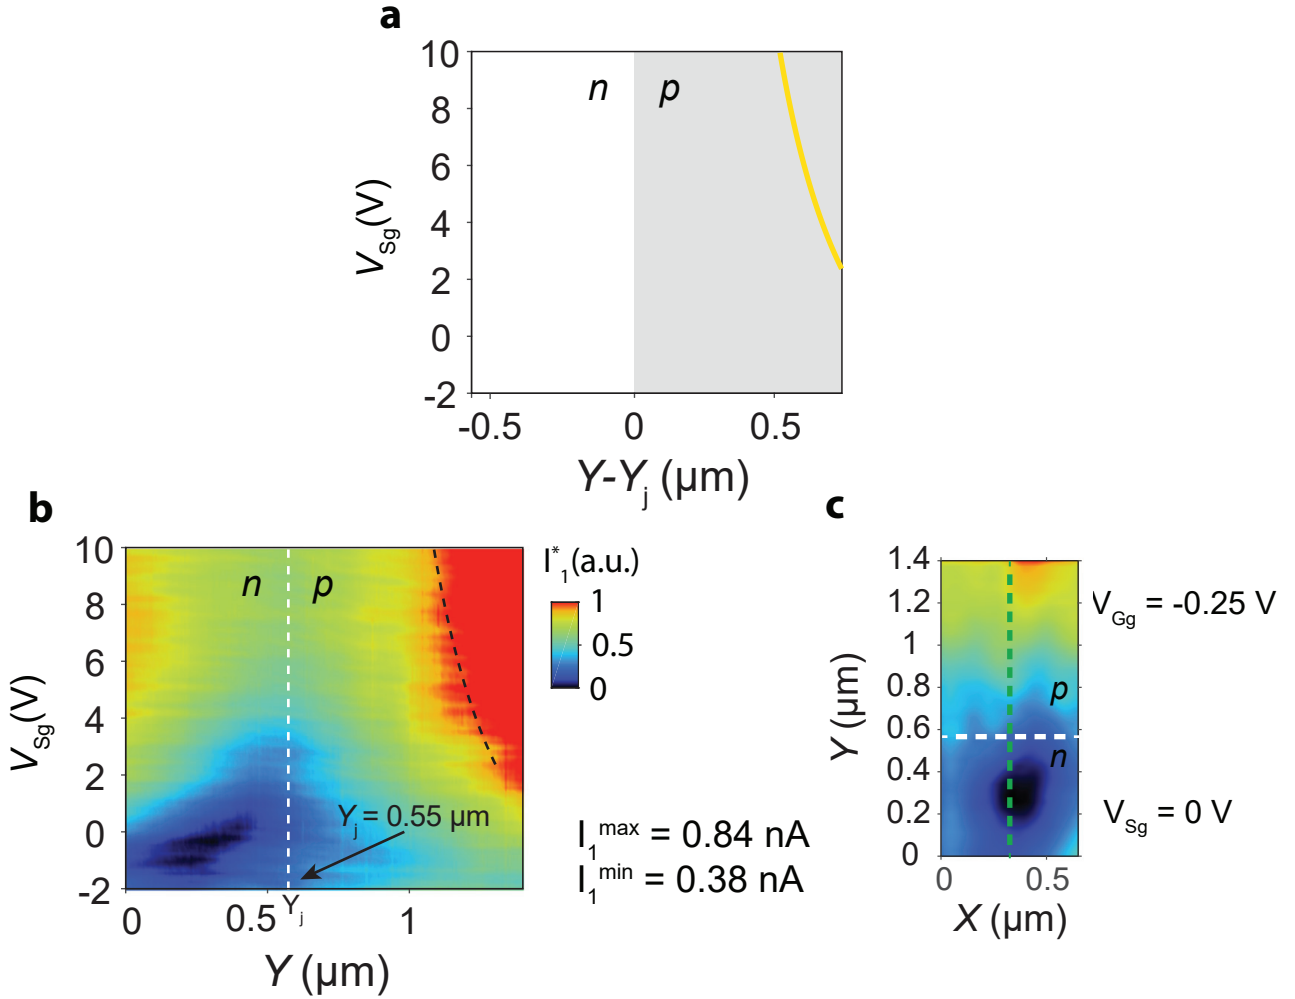 a
10
8
6
4
2
0
-2
V_Sg(V)
n p
-0.5 0 0.5
Y-Y_j (μm)
b
10
8
6
4
2
0
-2
V_Sg(V)
n p
Y_j = 0.55 μm
0 0.5 Y_j 1
Y (μm)
I*_1(a.u.)
1
0.5
0
I_1^max = 0.84 nA
I_1^min = 0.38 nA
c
1.4
1.2
1
0.8
0.6
0.4
0.2
0
Y (μm)
p
n
0 0.5
X (μm)
V_Gg = -0.25 V
V_Sg = 0 V